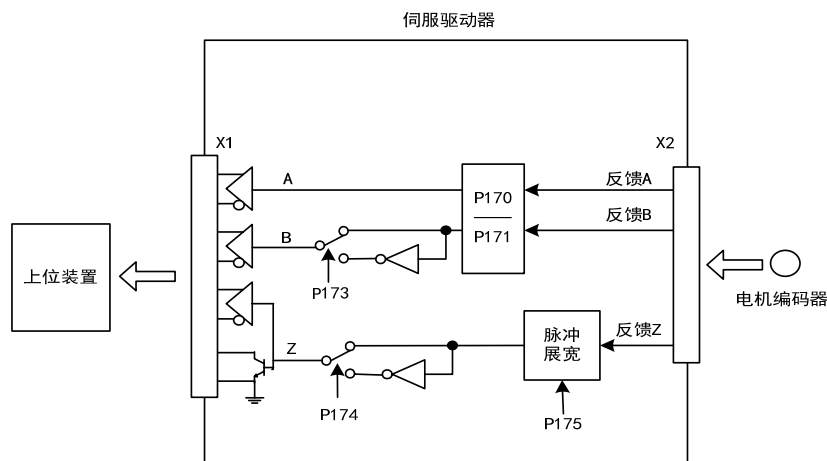 伺服驱动器
X1
X2
A
P170
P171
反馈A
反馈B
B
P173
上位装置
电机编码器
Z
脉冲
展宽
反馈Z
P174
P175